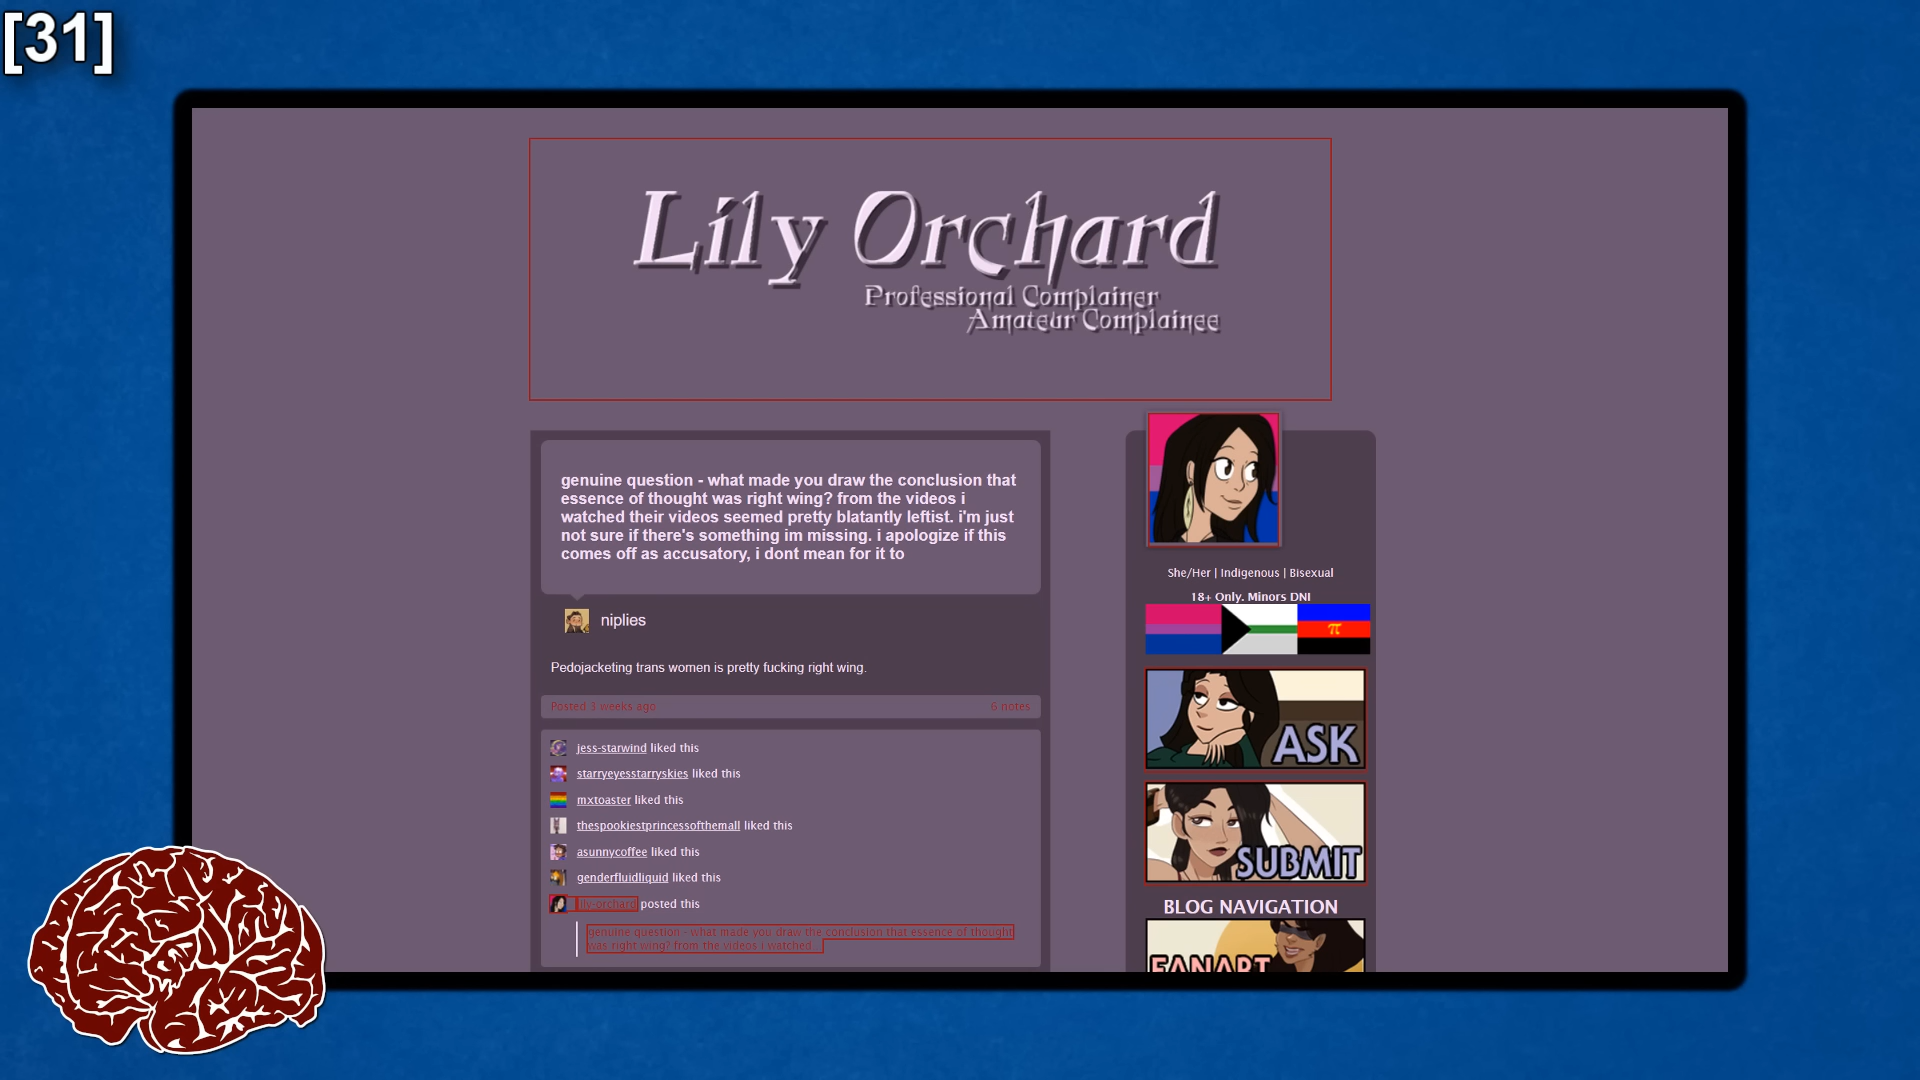 [31]
Lily Orchard
Professional Complainer
Amateur Complainee
genuine question - what made you draw the conclusion that
essence of thought was right wing? from the videos i
watched their videos seemed pretty blatantly leftist. i'm just
not sure if there's something im missing. i apologize if this
comes off as accusatory, i dont mean for it to
niplies
Pedojacketing trans women is pretty fucking right wing.
Posted 3 weeks ago
6 notes
jess-starwind liked this
starryeyesstarryskies liked this
mxtoaster liked this
thespookiestprincessofthemall liked this
asunnycoffee liked this
genderfluidliquid liked this
lily-orchard posted this
genuine question - what made you draw the conclusion that essence of thought
was right wing? from the videos i watched...
She/Her | Indigenous | Bisexual
18+ Only. Minors DNI
π
ASK
SUBMIT
BLOG NAVIGATION
FANART